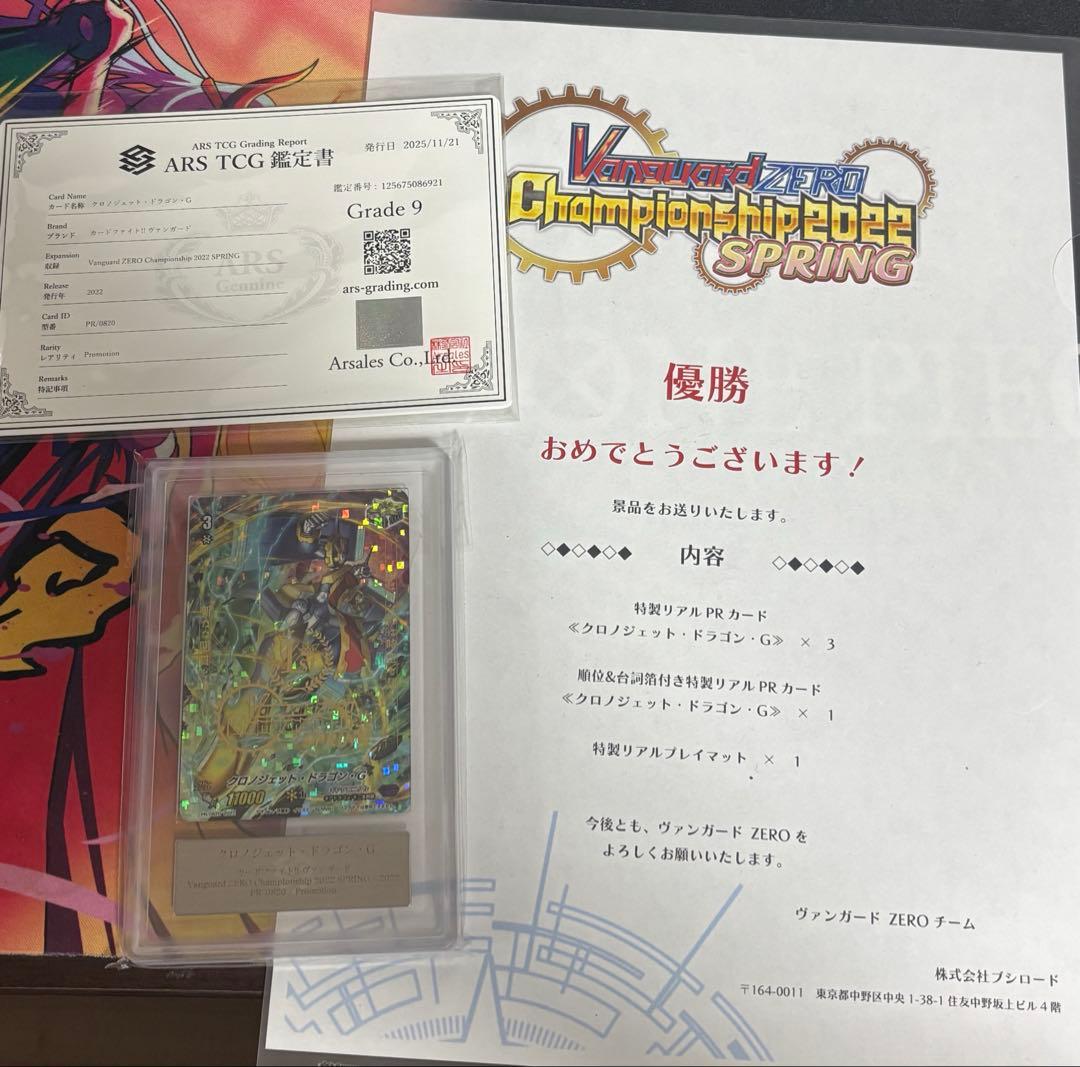 ARS TCG Grading Report
ARS TCG 鑑定書
発行日 2025/11/21
鑑定番号：125675086921
Grade 9
ars-grading.com
Arsales Co.,Ltd.
Card Name
カード名称 クロノジェット・ドラゴン・G
Brand
ブランド カードファイト!! ヴァンガード
Expansion
収録 Vanguard ZERO Championship 2022 SPRING
Release
発行年 2022
Card ID
型番 PR/0820
Rarity
レアリティ Promotion
Remarks
特記事項
ARS
Genuine
3
クロノジェット・ドラゴン・G
11000
クロノジェット・ドラゴン・G
カードファイト!! ヴァンガード
Vanguard ZERO Championship 2022 SPRING / 2022
PR/0820 / Promotion
Vanguard ZERO
Championship2022
SPRING
優勝
おめでとうございます！
景品をお送りいたします。
◇◆◇◆◇◆ 内容 ◇◆◇◆◇◆
特製リアルPRカード
≪クロノジェット・ドラゴン・G≫ × 3
順位&台詞箔付き特製リアルPRカード
≪クロノジェット・ドラゴン・G≫ × 1
特製リアルプレイマット × 1
今後とも、ヴァンガード ZEROを
よろしくお願いいたします。
ヴァンガード ZEROチーム
株式会社ブシロード
〒164-0011 東京都中野区中央1-38-1住友中野坂上ビル4階